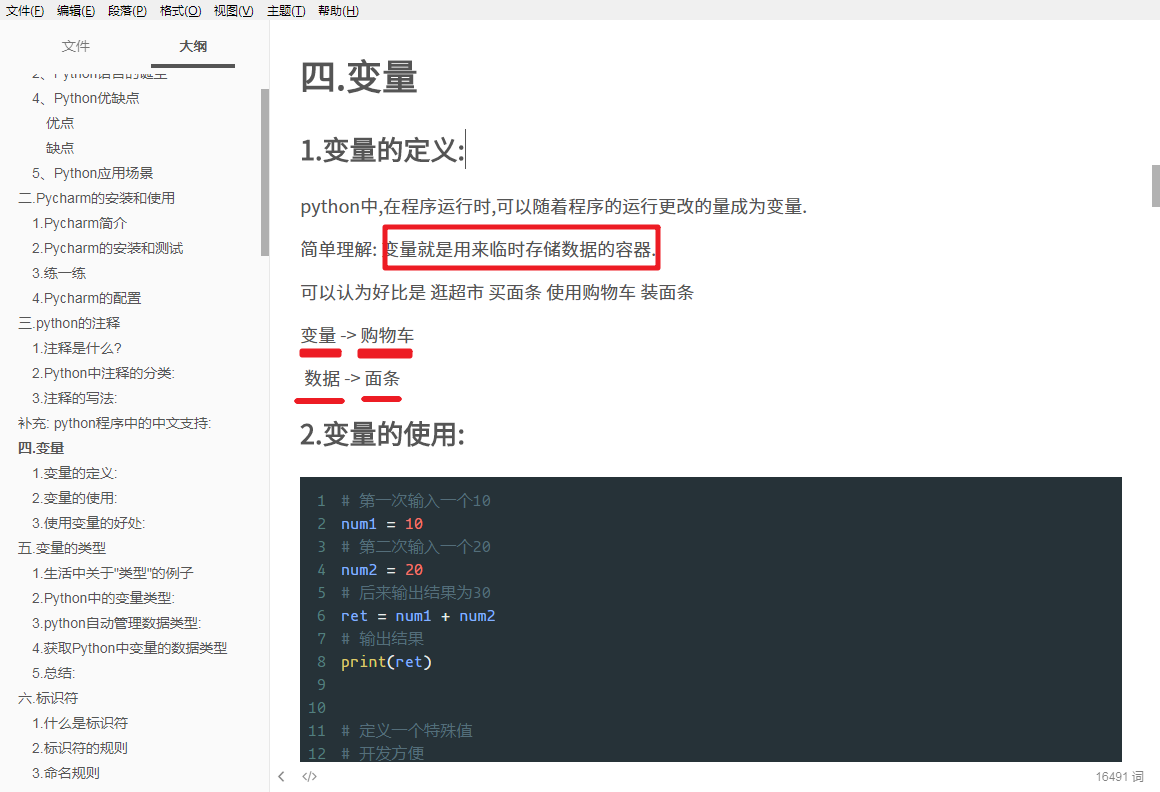 文件(F) 编辑(E) 段落(P) 格式(O) 视图(V) 主题(T) 帮助(H)
文件 大纲
4、Python优缺点
优点
缺点
5、Python应用场景
二.Pycharm的安装和使用
1.Pycharm简介
2.Pycharm的安装和测试
3.练一练
4.Pycharm的配置
三.python的注释
1.注释是什么?
2.Python中注释的分类:
3.注释的写法:
补充: python程序中的中文支持:
四.变量
1.变量的定义:
2.变量的使用:
3.使用变量的好处:
五.变量的类型
1.生活中关于"类型"的例子
2.Python中的变量类型:
3.python自动管理数据类型:
4.获取Python中变量的数据类型
5.总结:
六.标识符
1.什么是标识符
2.标识符的规则
3.命名规则
四.变量
1.变量的定义:
python中,在程序运行时,可以随着程序的运行更改的量成为变量.
简单理解: 变量就是用来临时存储数据的容器.
可以认为好比是 逛超市 买面条 使用购物车 装面条
变量 -> 购物车
数据 -> 面条
2.变量的使用:
1 # 第一次输入一个10
2 num1 = 10
3 # 第二次输入一个20
4 num2 = 20
5 # 后来输出结果为30
6 ret = num1 + num2
7 # 输出结果
8 print(ret)
9
10
11 # 定义一个特殊值
12 # 开发方便
</> 16491 词